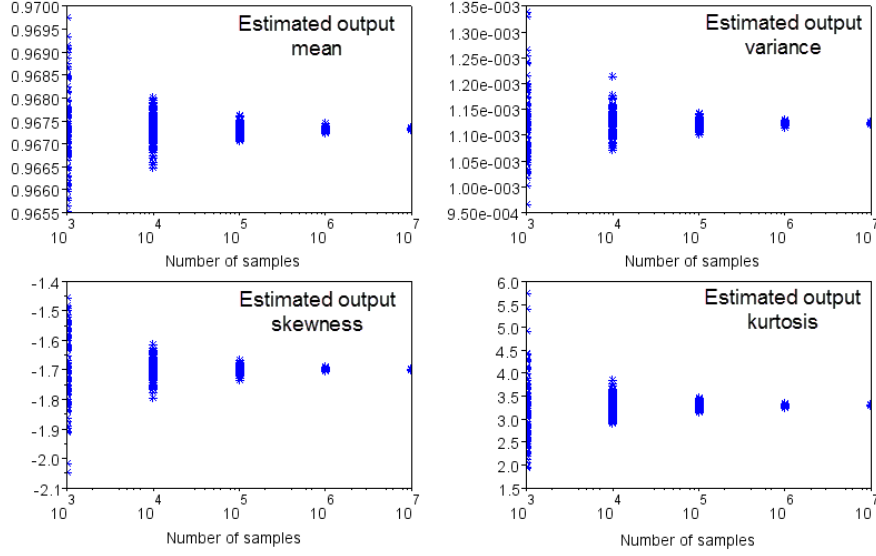 Estimated output
mean
0.9700
0.9695
0.9690
0.9685
0.9680
0.9675
0.9670
0.9665
0.9660
0.9655
10 3
10 4
10 5
10 6
10 7
Number of samples
Estimated output
variance
1.35e-003
1.30e-003
1.25e-003
1.20e-003
1.15e-003
1.10e-003
1.05e-003
1.00e-003
9.50e-004
10 3
10 4
10 5
10 6
10 7
Number of samples
Estimated output
skewness
-1.4
-1.5
-1.6
-1.7
-1.8
-1.9
-2.0
-2.1
10 3
10 4
10 5
10 6
10 7
Number of samples
Estimated output
kurtosis
6.0
5.5
5.0
4.5
4.0
3.5
3.0
2.5
2.0
1.5
10 3
10 4
10 5
10 6
10 7
Number of samples